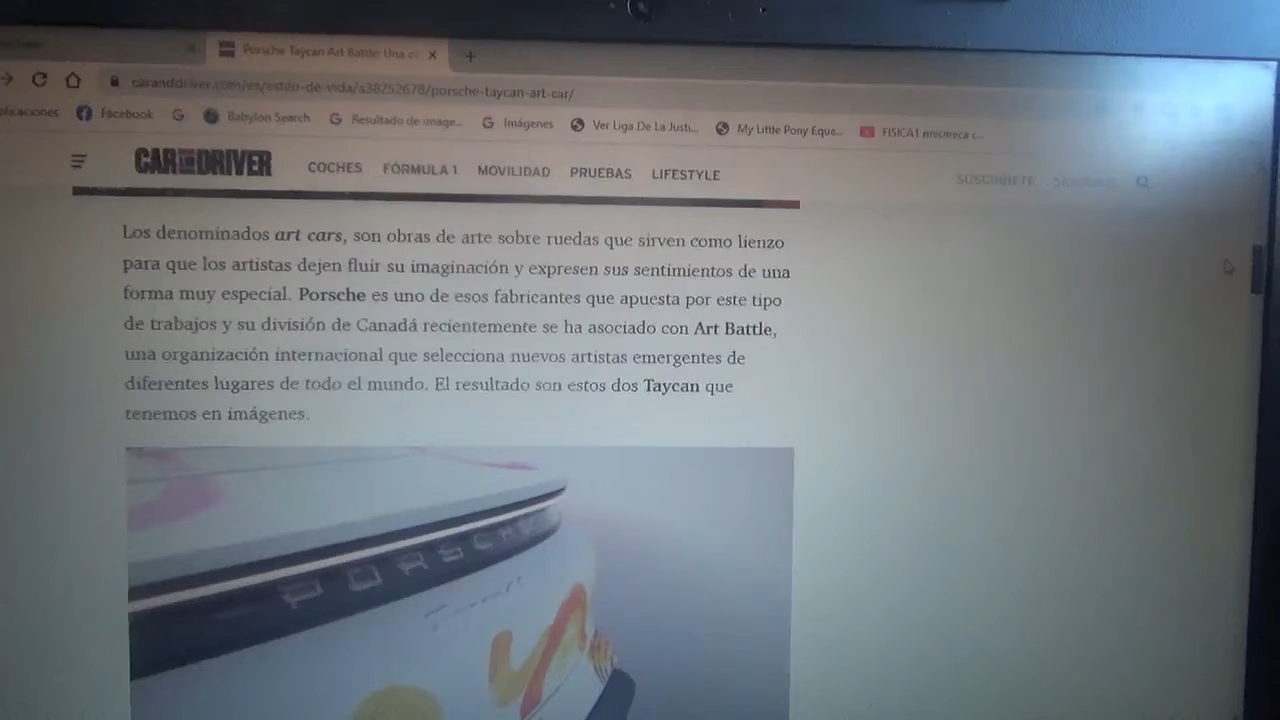 Porsche Taycan Art Battle: Una o
caranddriver.com/es/estilo-de-vida/a38252678/porsche-taycan-art-car/
plicaciones Facebook Babylon Search Resultado de image... Imágenes Ver Liga De La Justi... My Little Pony Eque... FISICA1
CAR AND DRIVER COCHES FÓRMULA 1 MOVILIDAD PRUEBAS LIFESTYLE SUSCRÍBETE
Los denominados art cars, son obras de arte sobre ruedas que sirven como lienzo
para que los artistas dejen fluir su imaginación y expresen sus sentimientos de una
forma muy especial. Porsche es uno de esos fabricantes que apuesta por este tipo
de trabajos y su división de Canadá recientemente se ha asociado con Art Battle,
una organización internacional que selecciona nuevos artistas emergentes de
diferentes lugares de todo el mundo. El resultado son estos dos Taycan que
tenemos en imágenes.
PORSCHE